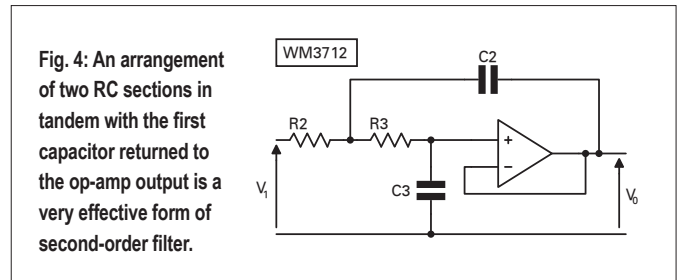 Fig. 4: An arrangement
of two RC sections in
tandem with the first
capacitor returned to
the op-amp output is a
very effective form of
second-order filter.
WM3712
C2
R2
R3
+
–
C3
V1
V0